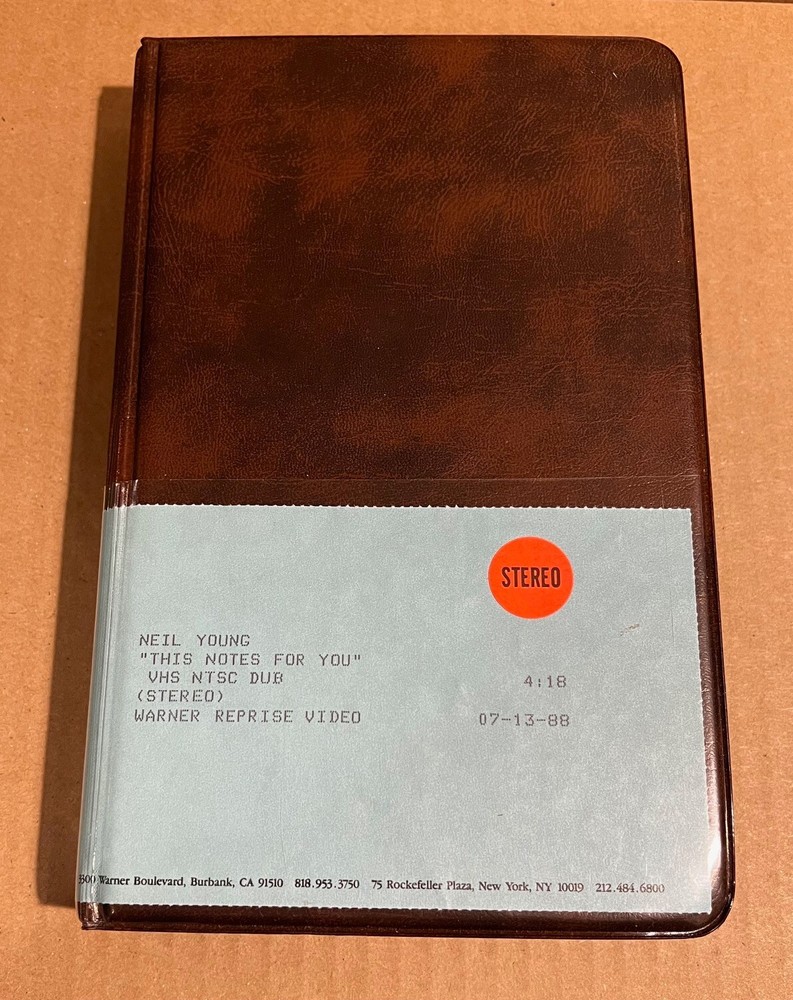 STEREO
NEIL YOUNG
"THIS NOTES FOR YOU"
VHS NTSC DUB
4:18
(STEREO)
WARNER REPRISE VIDEO 07-13-88
3300 Warner Boulevard, Burbank, CA 91510 818.953.3750 75 Rockefeller Plaza, New York, NY 10019 212.484.6800